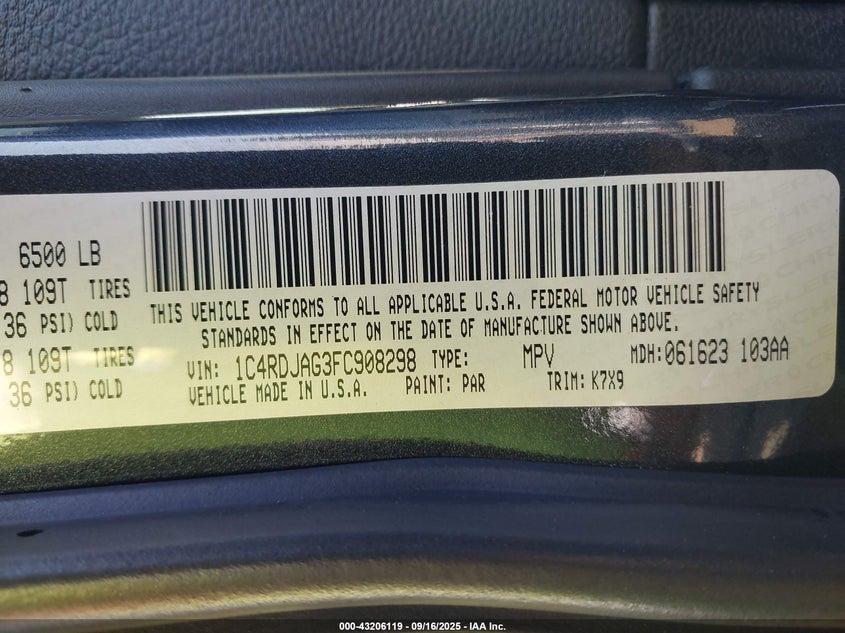 6500 LB
8 109T TIRES
36 PSI) COLD
8 109T TIRES
36 PSI) COLD
THIS VEHICLE CONFORMS TO ALL APPLICABLE U.S.A. FEDERAL MOTOR VEHICLE SAFETY
STANDARDS IN EFFECT ON THE DATE OF MANUFACTURE SHOWN ABOVE.
VIN: 1C4RDJAG3FC908298 TYPE: MPV MDH: 061623 103AA
VEHICLE MADE IN U.S.A. PAINT: PAR TRIM: K7X9
000-43206119 - 09/16/2025 - IAA Inc.